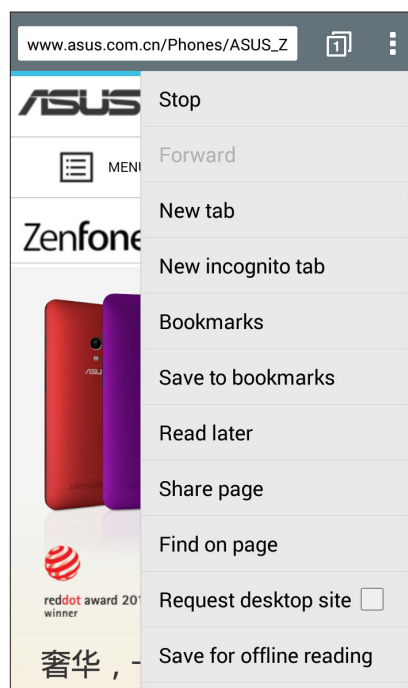 www.asus.com.cn/Phones/ASUS_Z
1
ASUS
Stop
Forward
MENU
New tab
Zenfone
New incognito tab
Bookmarks
Save to bookmarks
Read later
Share page
Find on page
reddot award 201
winner
Request desktop site
奢华，
Save for offline reading